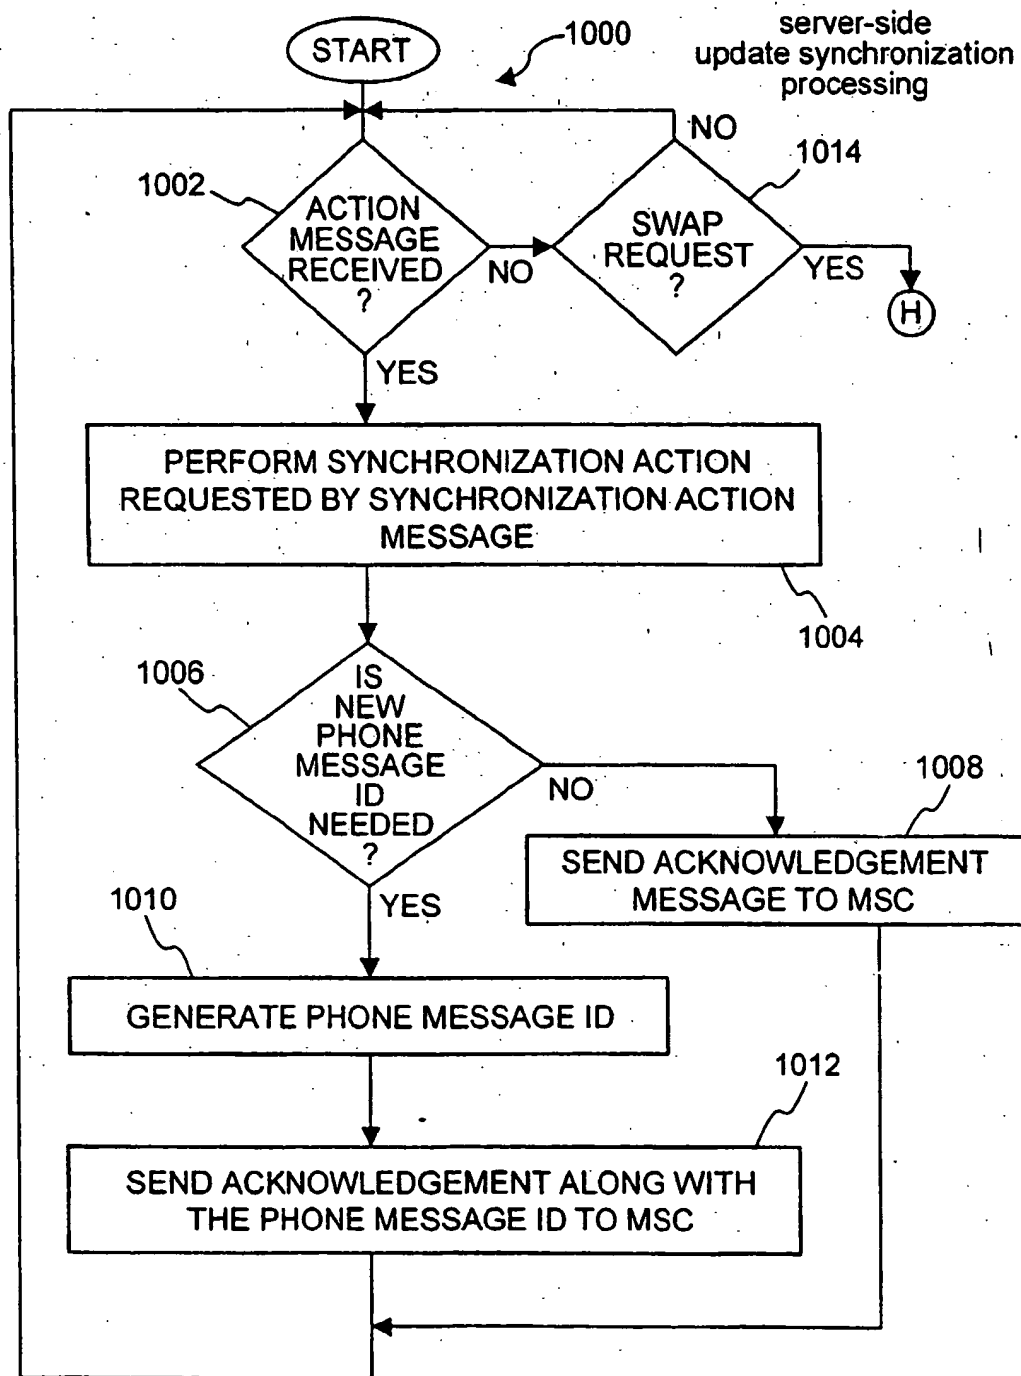 START
1000
server-side
update synchronization
processing
1002
ACTION
MESSAGE
RECEIVED
?
NO
YES
1014
SWAP
REQUEST
?
NO
YES
H
PERFORM SYNCHRONIZATION ACTION
REQUESTED BY SYNCHRONIZATION ACTION
MESSAGE
1004
1006
IS
NEW
PHONE
MESSAGE
ID
NEEDED
?
NO
YES
1008
SEND ACKNOWLEDGEMENT
MESSAGE TO MSC
1010
GENERATE PHONE MESSAGE ID
1012
SEND ACKNOWLEDGEMENT ALONG WITH
THE PHONE MESSAGE ID TO MSC